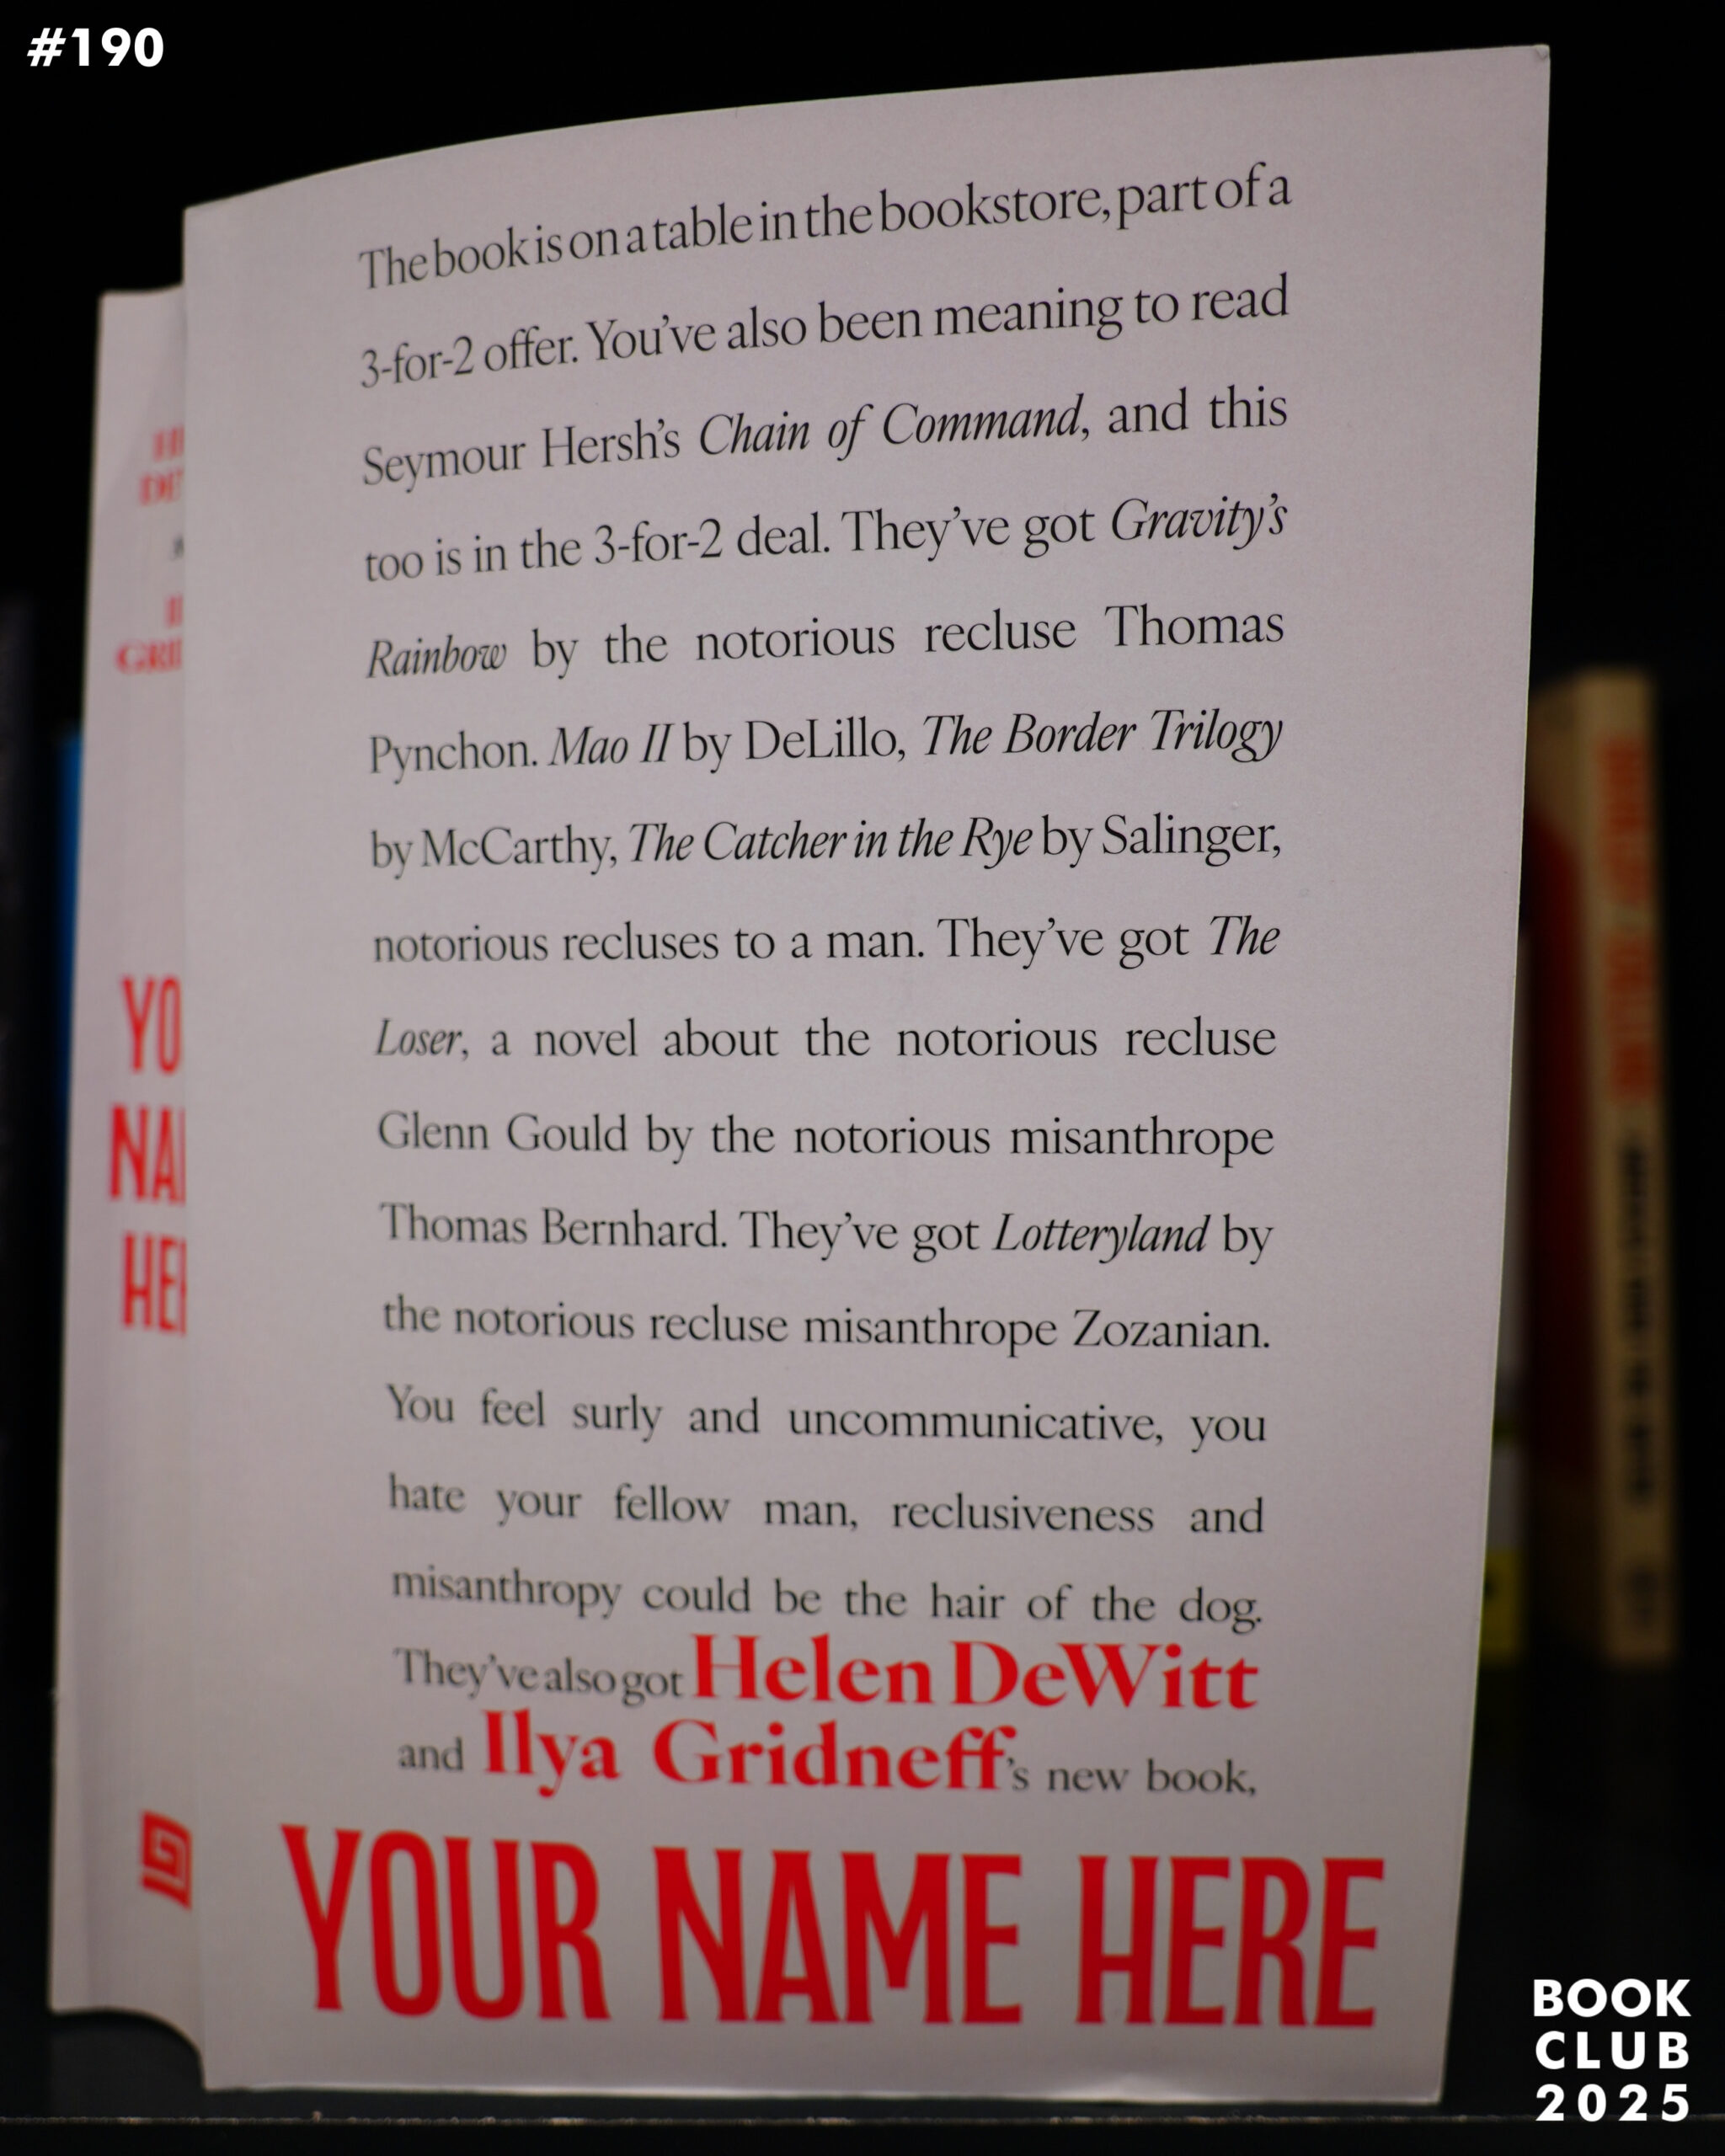 #190
The book is on a table in the bookstore, part of a
3-for-2 offer. You’ve also been meaning to read
Seymour Hersh’s Chain of Command, and this
too is in the 3-for-2 deal. They’ve got Gravity’s
Rainbow by the notorious recluse Thomas
Pynchon. Mao II by DeLillo, The Border Trilogy
by McCarthy, The Catcher in the Rye by Salinger,
notorious recluses to a man. They’ve got The
Loser, a novel about the notorious recluse
Glenn Gould by the notorious misanthrope
Thomas Bernhard. They’ve got Lotteryland by
the notorious recluse misanthrope Zozanian.
You feel surly and uncommunicative, you
hate your fellow man, reclusiveness and
misanthropy could be the hair of the dog.
They’ve also got Helen DeWitt
and Ilya Gridneff’s new book,
YOUR NAME HERE
BOOK
CLUB
2025